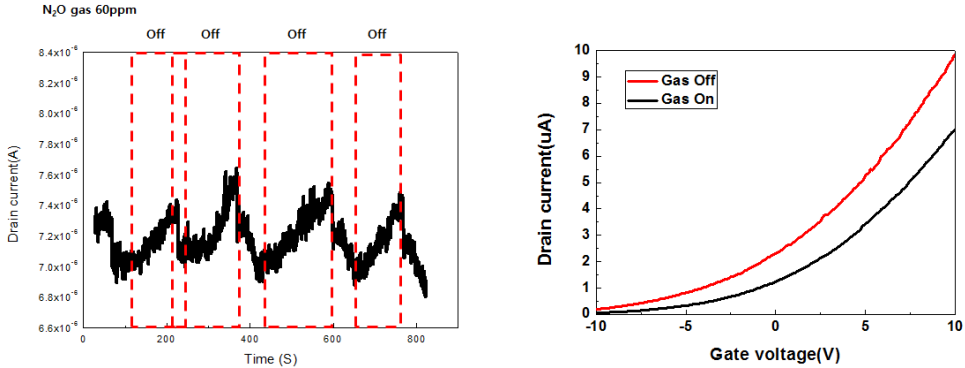 N₂O gas 60ppm
Off Off Off Off
8.4x10⁻⁶
8.2x10⁻⁶
8.0x10⁻⁶
7.8x10⁻⁶
7.6x10⁻⁶
7.4x10⁻⁶
7.2x10⁻⁶
7.0x10⁻⁶
6.8x10⁻⁶
6.6x10⁻⁶
Drain current(A)
0 200 400 600 800
Time (S)
10
9
8
7
6
5
4
3
2
1
0
Drain current(uA)
Gas Off
Gas On
-10 -5 0 5 10
Gate voltage(V)